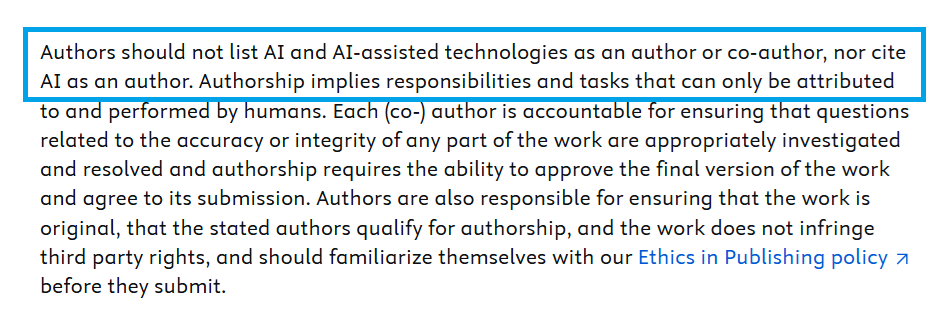 Authors should not list AI and AI-assisted technologies as an author or co-author, nor cite
AI as an author. Authorship implies responsibilities and tasks that can only be attributed
to and performed by humans. Each (co-) author is accountable for ensuring that questions
related to the accuracy or integrity of any part of the work are appropriately investigated
and resolved and authorship requires the ability to approve the final version of the work
and agree to its submission. Authors are also responsible for ensuring that the work is
original, that the stated authors qualify for authorship, and the work does not infringe
third party rights, and should familiarize themselves with our Ethics in Publishing policy ↗
before they submit.